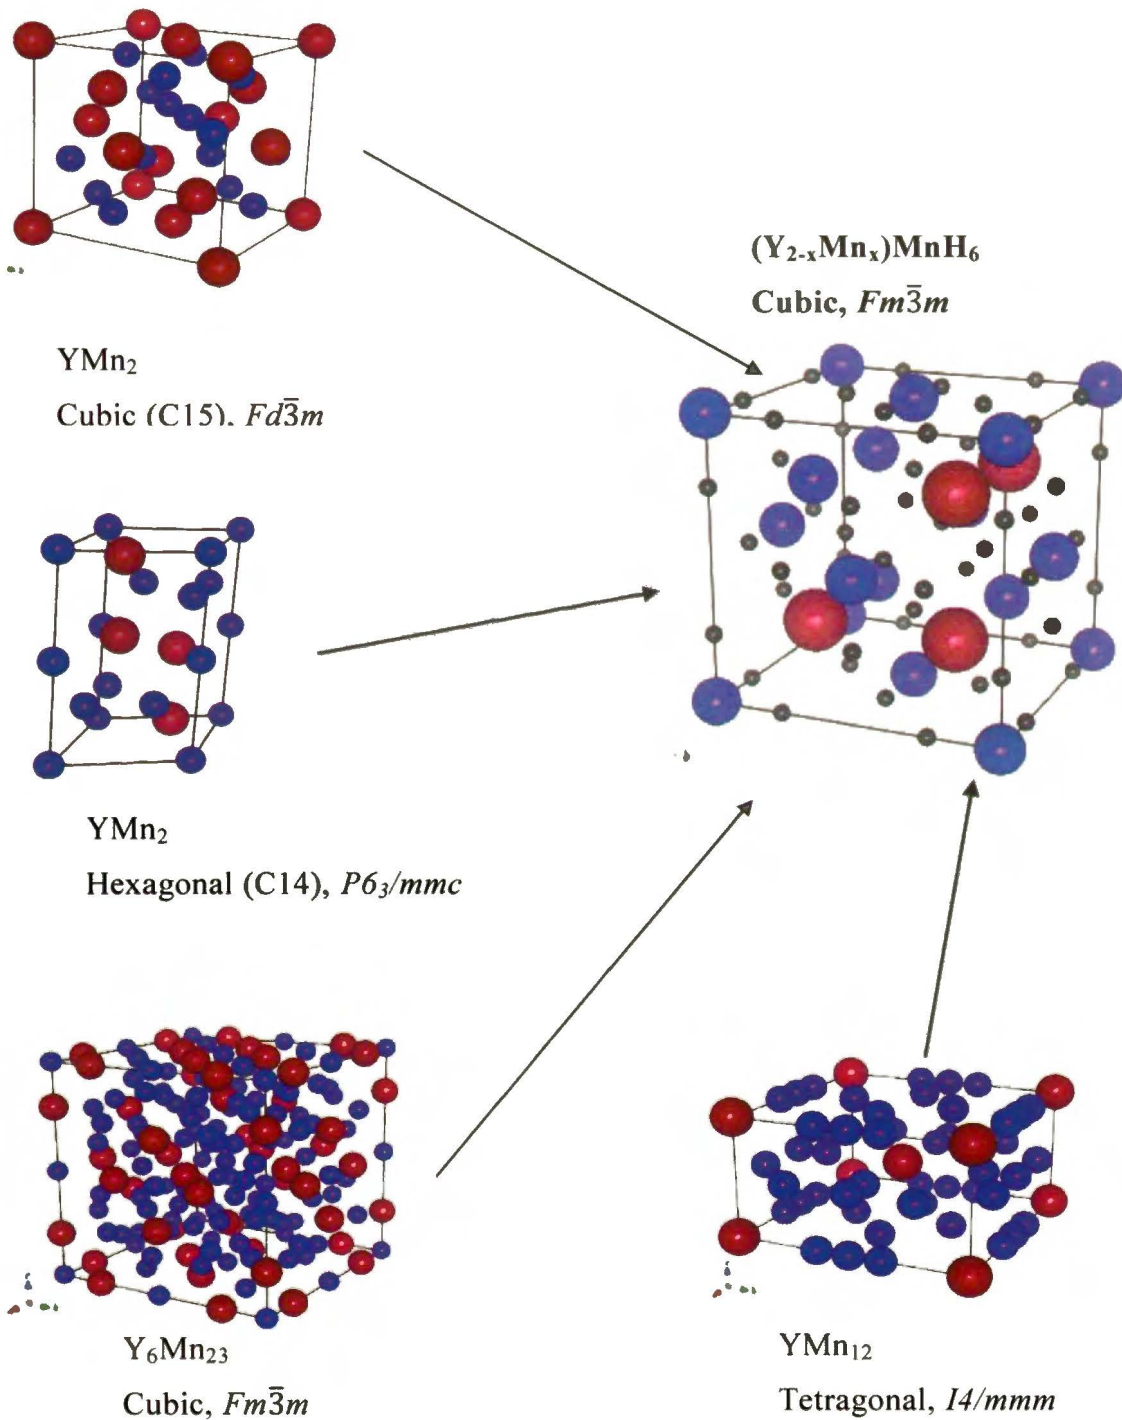 (Y₂₋ₓMnₓ)MnH₆
Cubic, Fm3̅m
YMn₂
Cubic (C15), Fd3̅m
YMn₂
Hexagonal (C14), P6₃/mmc
Y₆Mn₂₃
Cubic, Fm3̅m
YMn₁₂
Tetragonal, I4/mmm